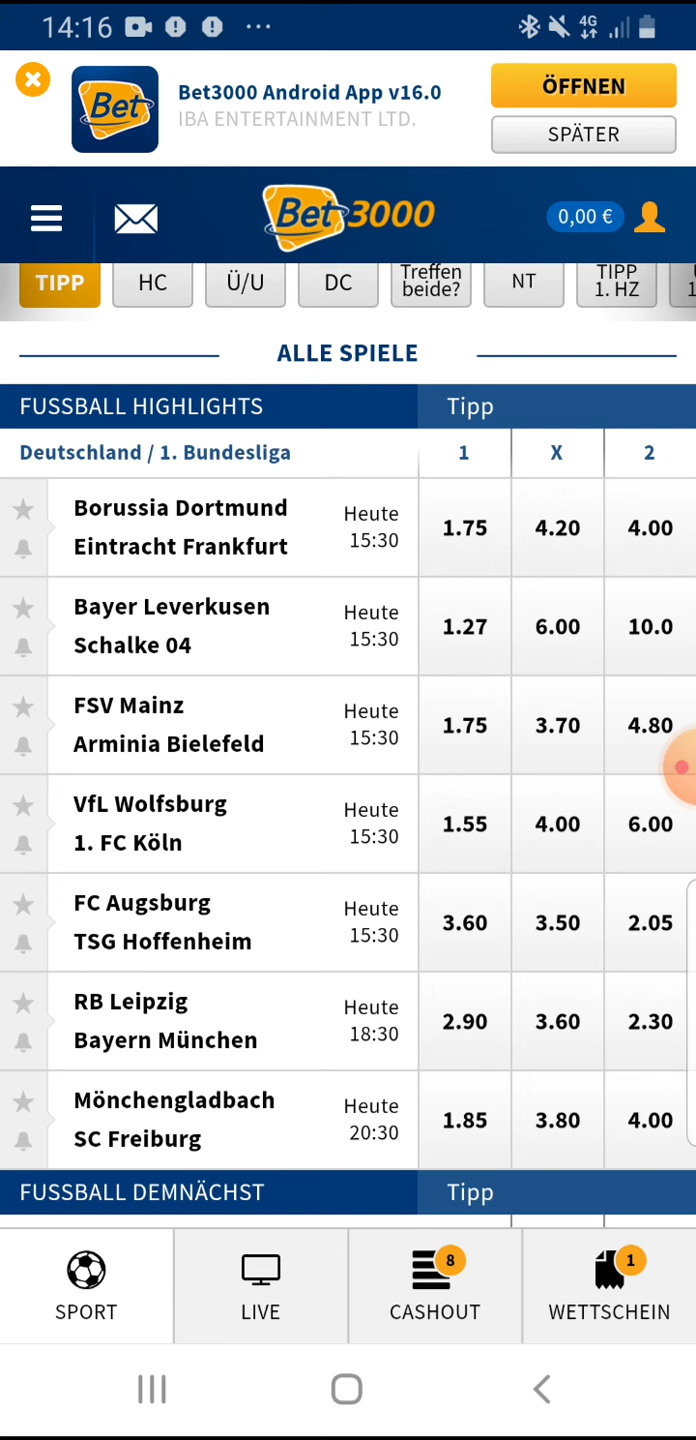 14:16 4G
Bet
Bet3000 Android App v16.0
IBA ENTERTAINMENT LTD.
ÖFFNEN
SPÄTER
Bet3000
0,00 €
TIPP HC Ü/U DC Treffen beide? NT TIPP 1. HZ
ALLE SPIELE
FUSSBALL HIGHLIGHTS Tipp
Deutschland / 1. Bundesliga 1 X 2
Borussia Dortmund
Eintracht Frankfurt
Heute
15:30
1.75 4.20 4.00
Bayer Leverkusen
Schalke 04
Heute
15:30
1.27 6.00 10.0
FSV Mainz
Arminia Bielefeld
Heute
15:30
1.75 3.70 4.80
VfL Wolfsburg
1. FC Köln
Heute
15:30
1.55 4.00 6.00
FC Augsburg
TSG Hoffenheim
Heute
15:30
3.60 3.50 2.05
RB Leipzig
Bayern München
Heute
18:30
2.90 3.60 2.30
Mönchengladbach
SC Freiburg
Heute
20:30
1.85 3.80 4.00
FUSSBALL DEMNÄCHST Tipp
8 1
SPORT LIVE CASHOUT WETTSCHEIN